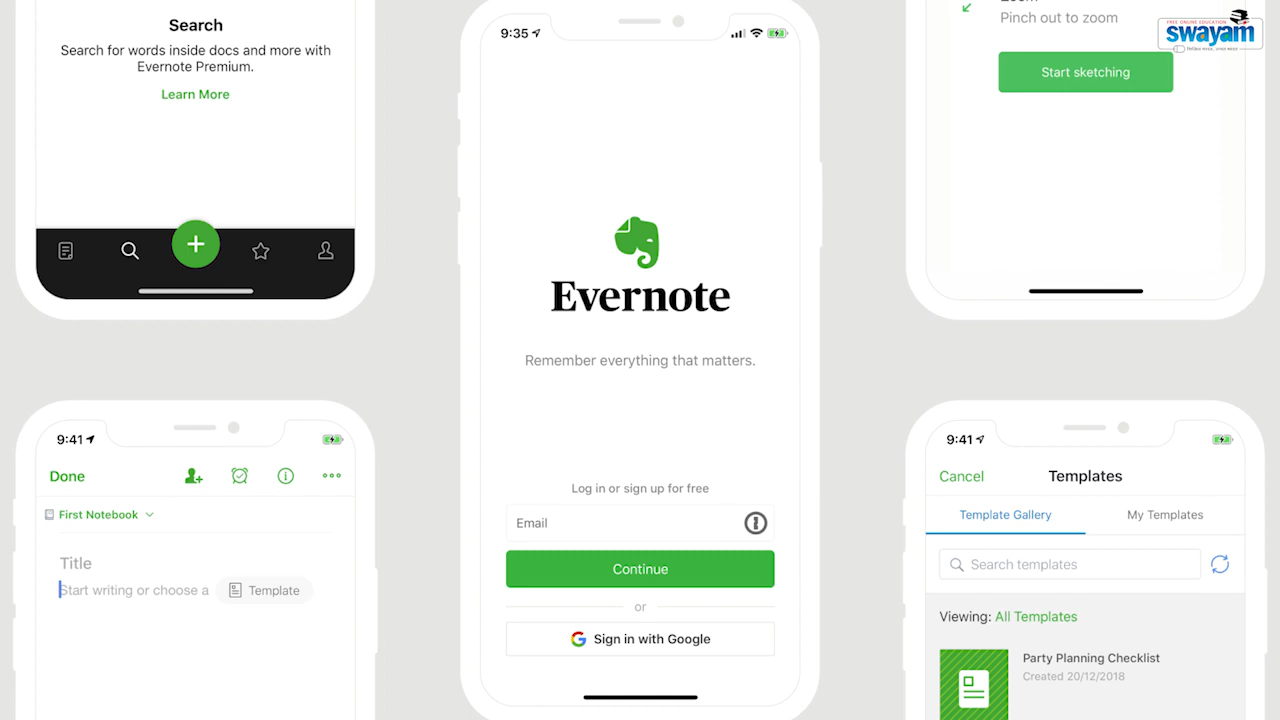 Search
Search for words inside docs and more with
Evernote Premium.
Learn More
9:35
Evernote
Remember everything that matters.
Log in or sign up for free
Email
Continue
or
Sign in with Google
Pinch out to zoom
Start sketching
FREE ONLINE EDUCATION
swayam
9:41
Done
First Notebook
Title
Start writing or choose a Template
9:41
Cancel
Templates
Template Gallery
My Templates
Search templates
Viewing: All Templates
Party Planning Checklist
Created 20/12/2018